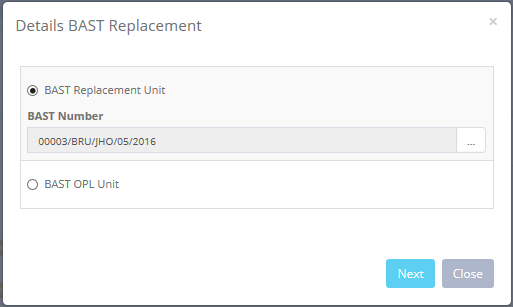 Details BAST Replacement
×
BAST Replacement Unit
BAST Number
00003/BRU/JHO/05/2016
...
BAST OPL Unit
Next
Close